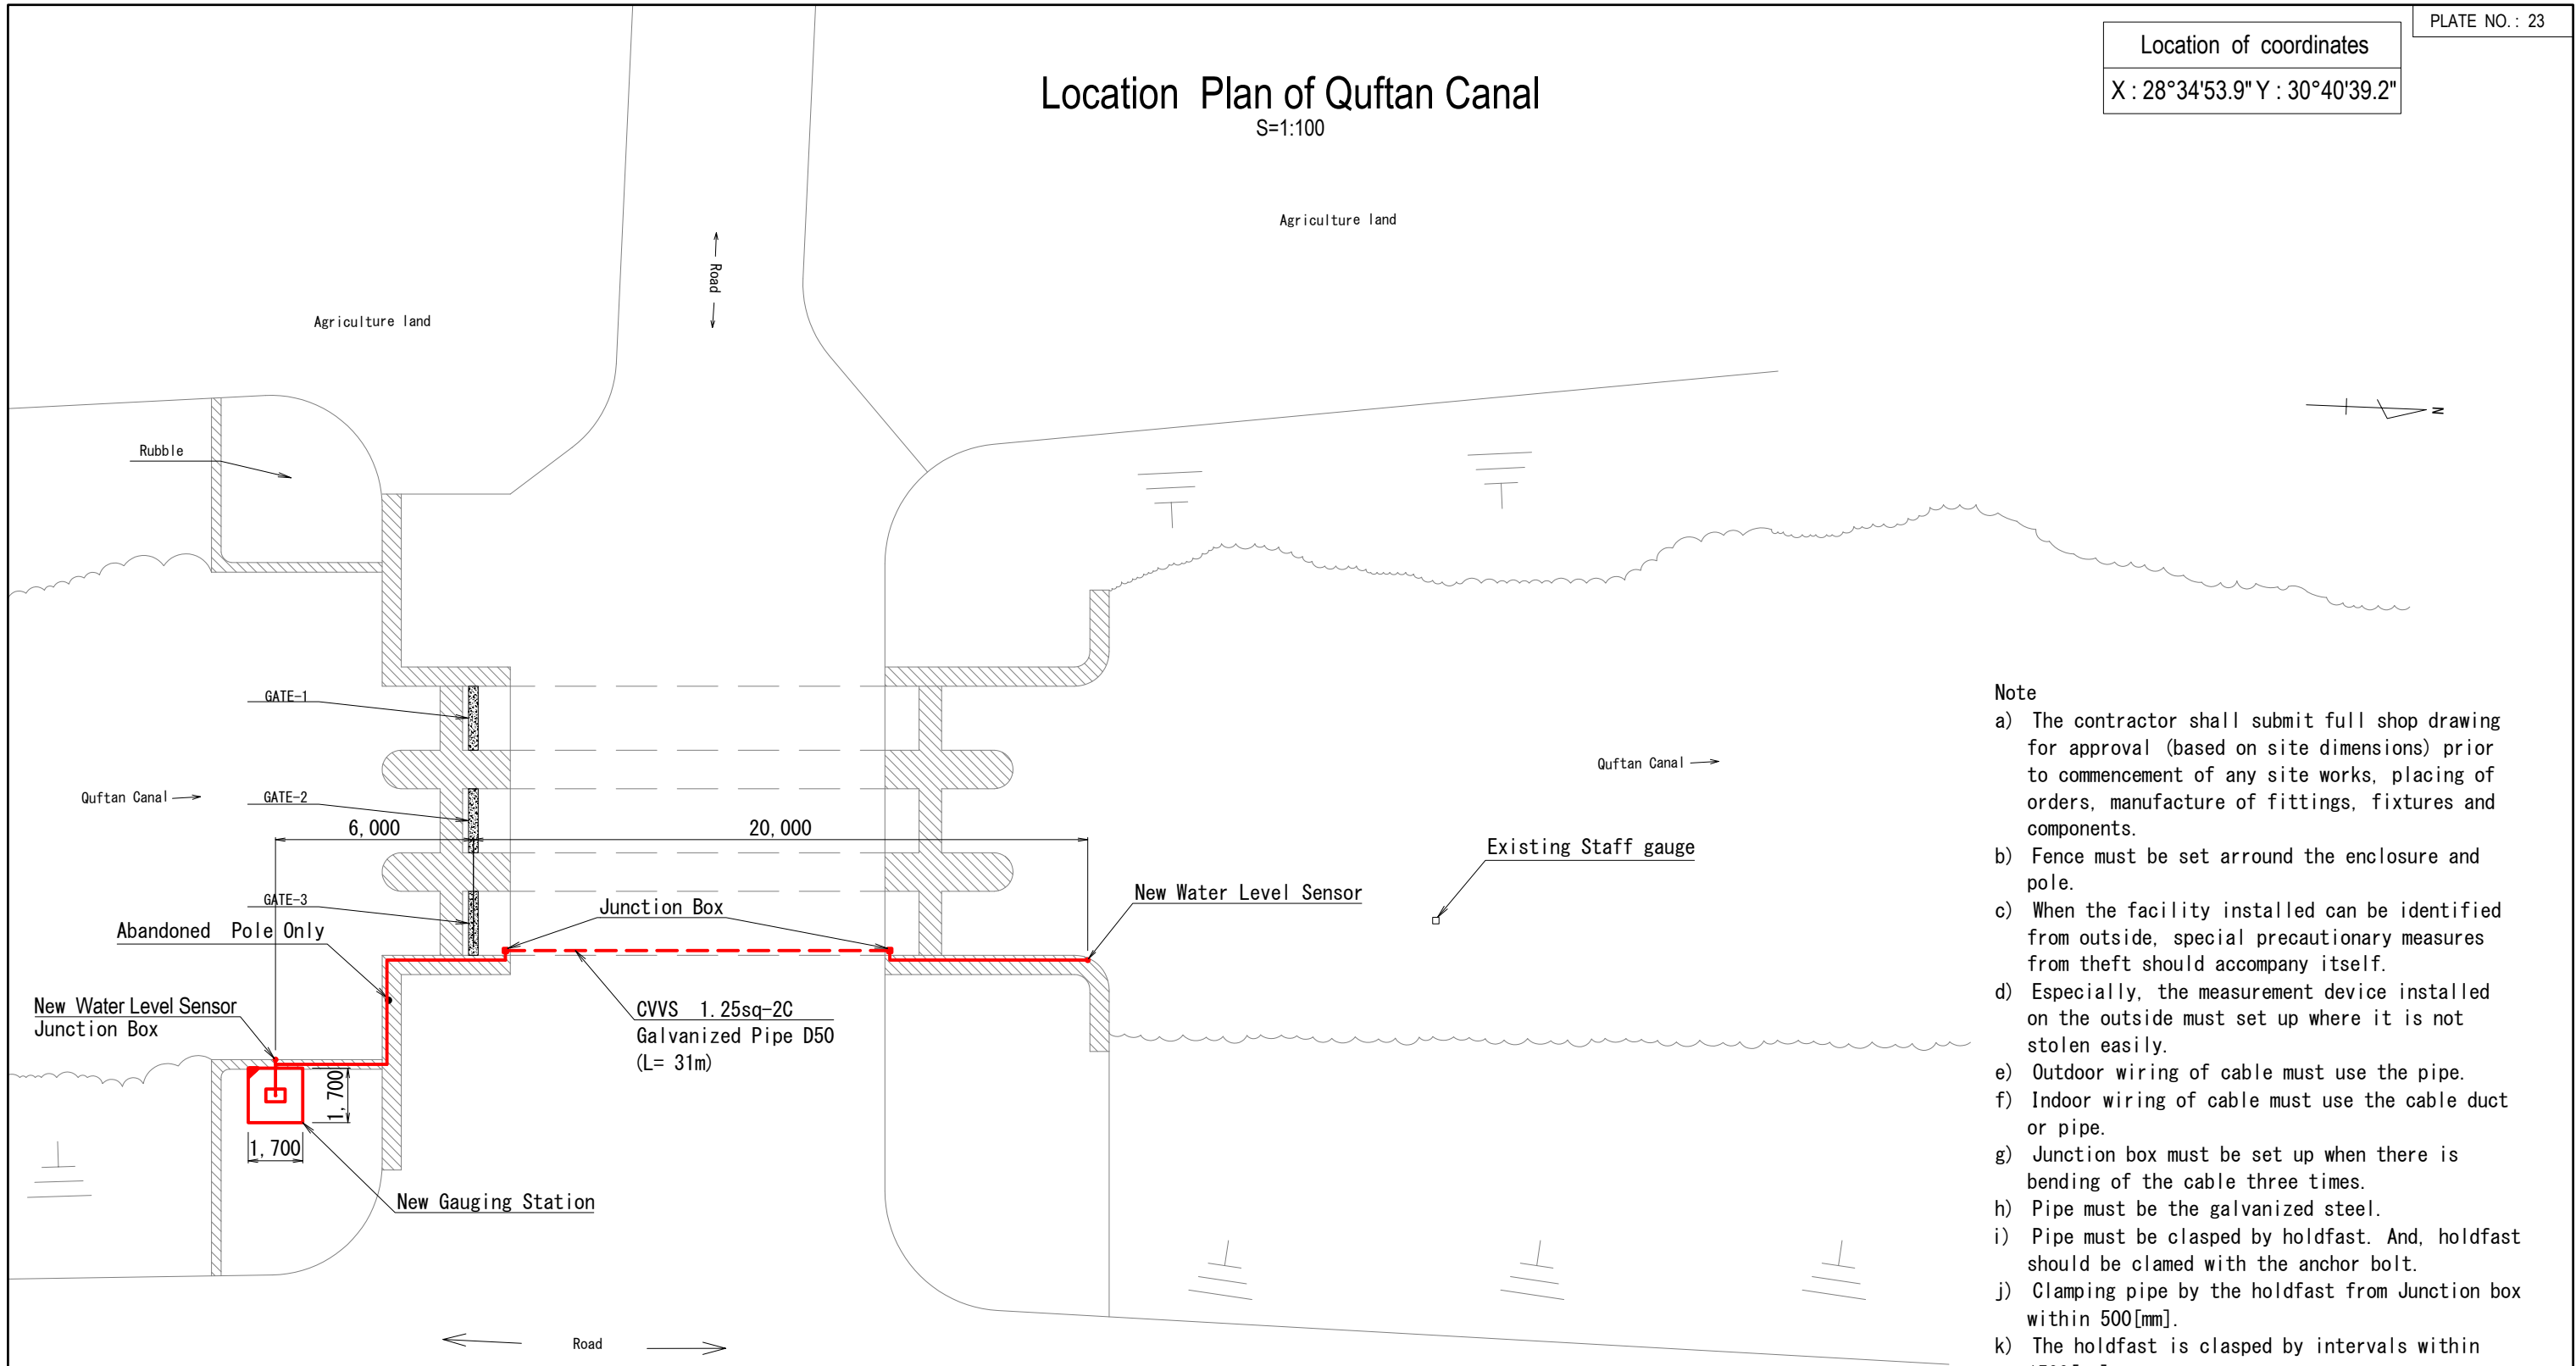 PLATE NO.: 23
Location of coordinates
X : 28°34'53.9" Y : 30°40'39.2"
Location Plan of Quftan Canal
S=1:100
Agriculture land
Road
Agriculture land
N
Rubble
GATE-1
Quftan Canal
GATE-2
6,000
20,000
Quftan Canal
Existing Staff gauge
GATE-3
Junction Box
New Water Level Sensor
Abandoned Pole Only
New Water Level Sensor
Junction Box
CVVS 1.25sq-2C
Galvanized Pipe D50
(L= 31m)
1,700
1,700
New Gauging Station
Road
Note
a) The contractor shall submit full shop drawing
for approval (based on site dimensions) prior
to commencement of any site works, placing of
orders, manufacture of fittings, fixtures and
components.
b) Fence must be set arround the enclosure and
pole.
c) When the facility installed can be identified
from outside, special precautionary measures
from theft should accompany itself.
d) Especially, the measurement device installed
on the outside must set up where it is not
stolen easily.
e) Outdoor wiring of cable must use the pipe.
f) Indoor wiring of cable must use the cable duct
or pipe.
g) Junction box must be set up when there is
bending of the cable three times.
h) Pipe must be the galvanized steel.
i) Pipe must be clasped by holdfast. And, holdfast
should be clamed with the anchor bolt.
j) Clamping pipe by the holdfast from Junction box
within 500[mm].
k) The holdfast is clasped by intervals within